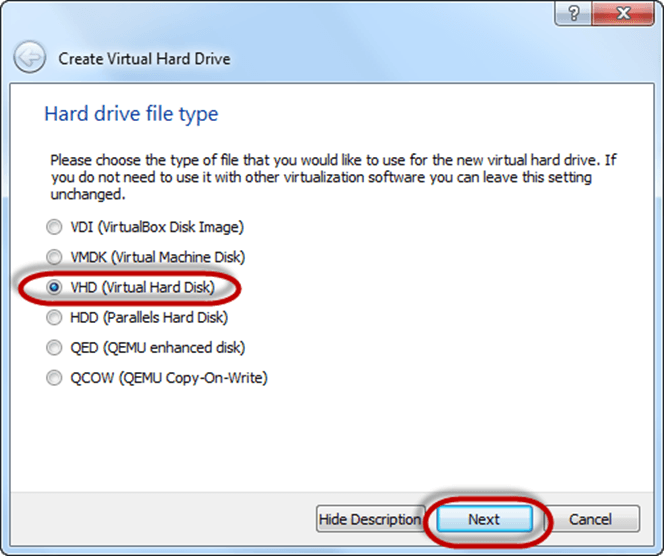 ?
Create Virtual Hard Drive
Hard drive file type
Please choose the type of file that you would like to use for the new virtual hard drive. If
you do not need to use it with other virtualization software you can leave this setting
unchanged.
VDI (VirtualBox Disk Image)
VMDK (Virtual Machine Disk)
VHD (Virtual Hard Disk)
HDD (Parallels Hard Disk)
QED (QEMU enhanced disk)
QCOW (QEMU Copy-On-Write)
Hide Description Next Cancel